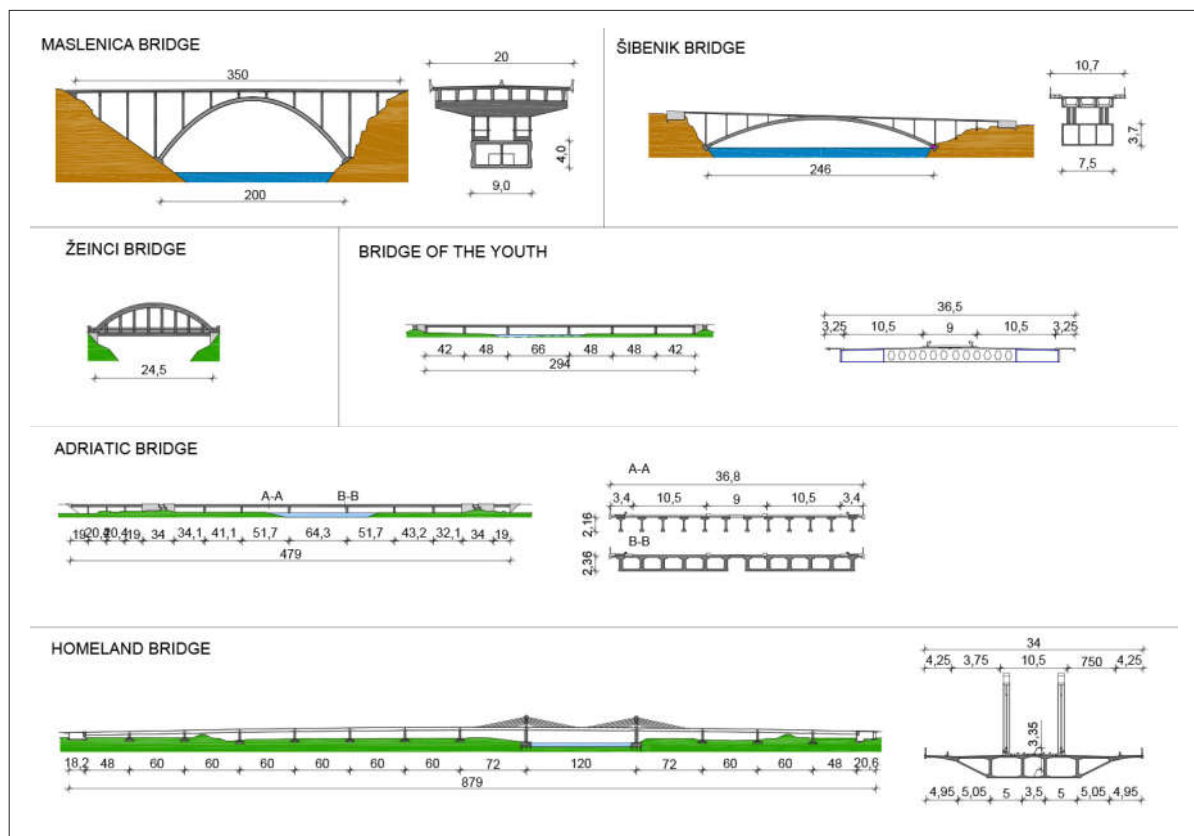 MASLENICA BRIDGE
350
200
20
4,0
9,0
ŠIBENIK BRIDGE
246
10,7
3,7
7,5
ŽEINCI BRIDGE
24,5
BRIDGE OF THE YOUTH
42 48 66 48 48 42
294
36,5
3,25 10,5 9 10,5 3,25
ADRIATIC BRIDGE
A-A B-B
19 20,4 19 34 34,1 41,1 51,7 64,3 51,7 43,2 32,1 34 19
479
A-A
36,8
3,4 10,5 9 10,5 3,4
2,16
B-B
2,36
HOMELAND BRIDGE
18,2 48 60 60 60 60 60 72 120 72 60 60 48 20,6
879
34
4,25 3,75 10,5 750 4,25
3,35
4,95 5,05 5 3,5 5 5,05 4,95